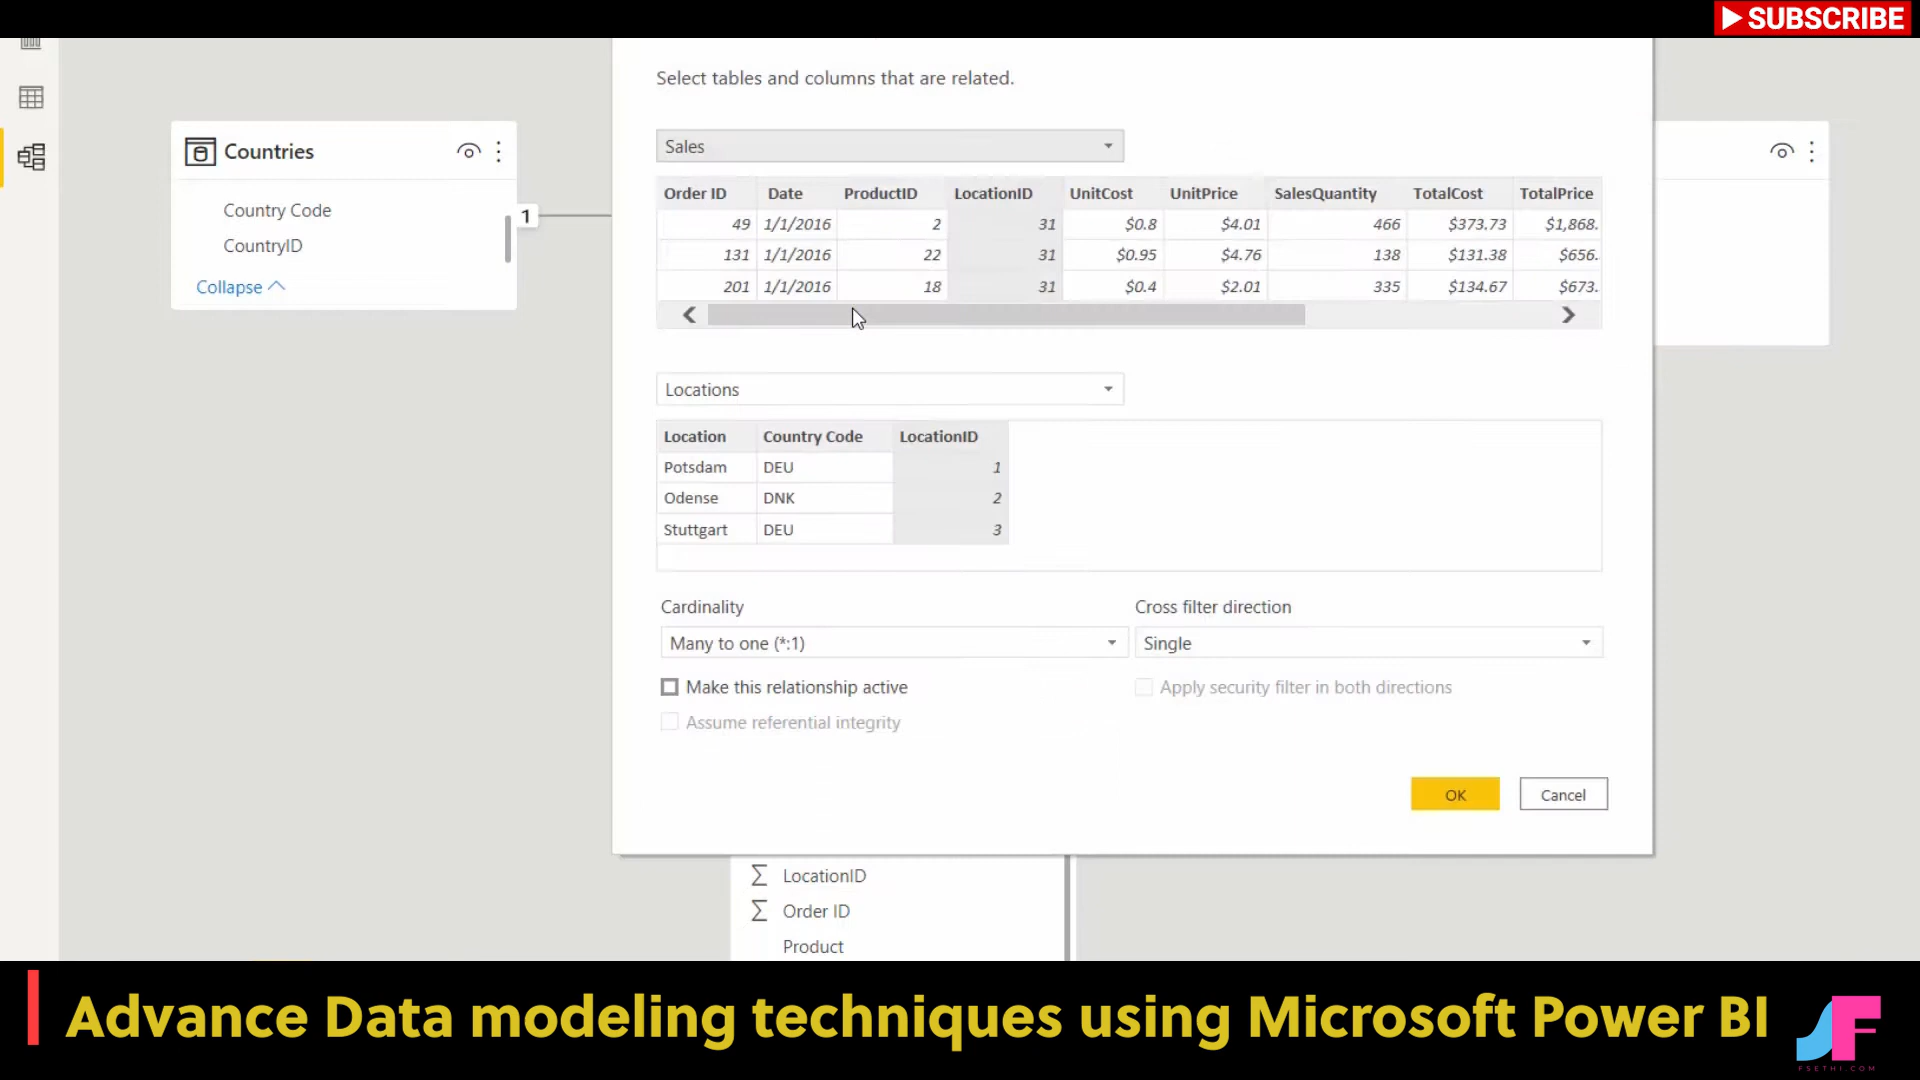 SUBSCRIBE
Select tables and columns that are related.
Countries
Country Code
CountryID
Collapse
1
Sales
Order ID Date ProductID LocationID UnitCost UnitPrice SalesQuantity TotalCost TotalPrice
49 1/1/2016 2 31 $0.8 $4.01 466 $373.73 $1,868.
131 1/1/2016 22 31 $0.95 $4.76 138 $131.38 $656.
201 1/1/2016 18 31 $0.4 $2.01 335 $134.67 $673.
Locations
Location Country Code LocationID
Potsdam DEU 1
Odense DNK 2
Stuttgart DEU 3
Cardinality Cross filter direction
Many to one (*:1) Single
Make this relationship active Apply security filter in both directions
Assume referential integrity
OK Cancel
Σ LocationID
Σ Order ID
Product
Advance Data modeling techniques using Microsoft Power BI
SF
FSETHI.COM